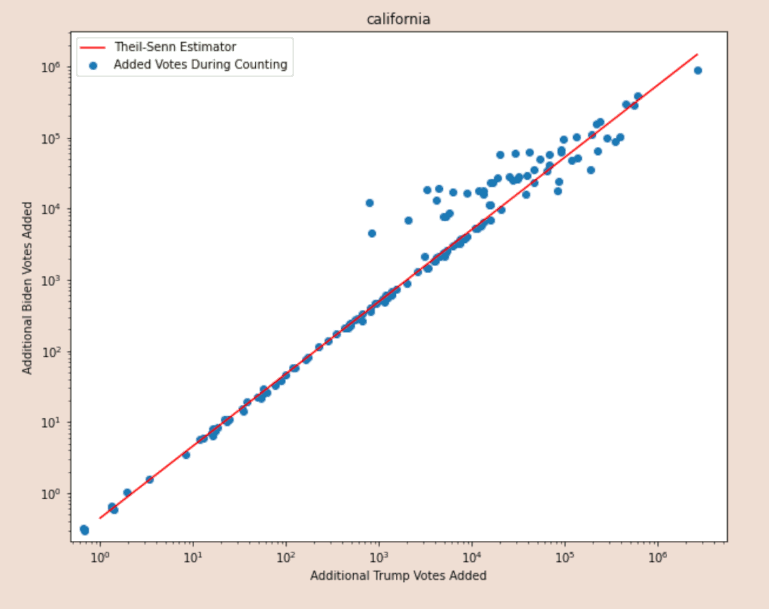 california
Theil-Senn Estimator
Added Votes During Counting
Additional Biden Votes Added
10⁶
10⁵
10⁴
10³
10²
10¹
10⁰
10⁰ 10¹ 10² 10³ 10⁴ 10⁵ 10⁶
Additional Trump Votes Added